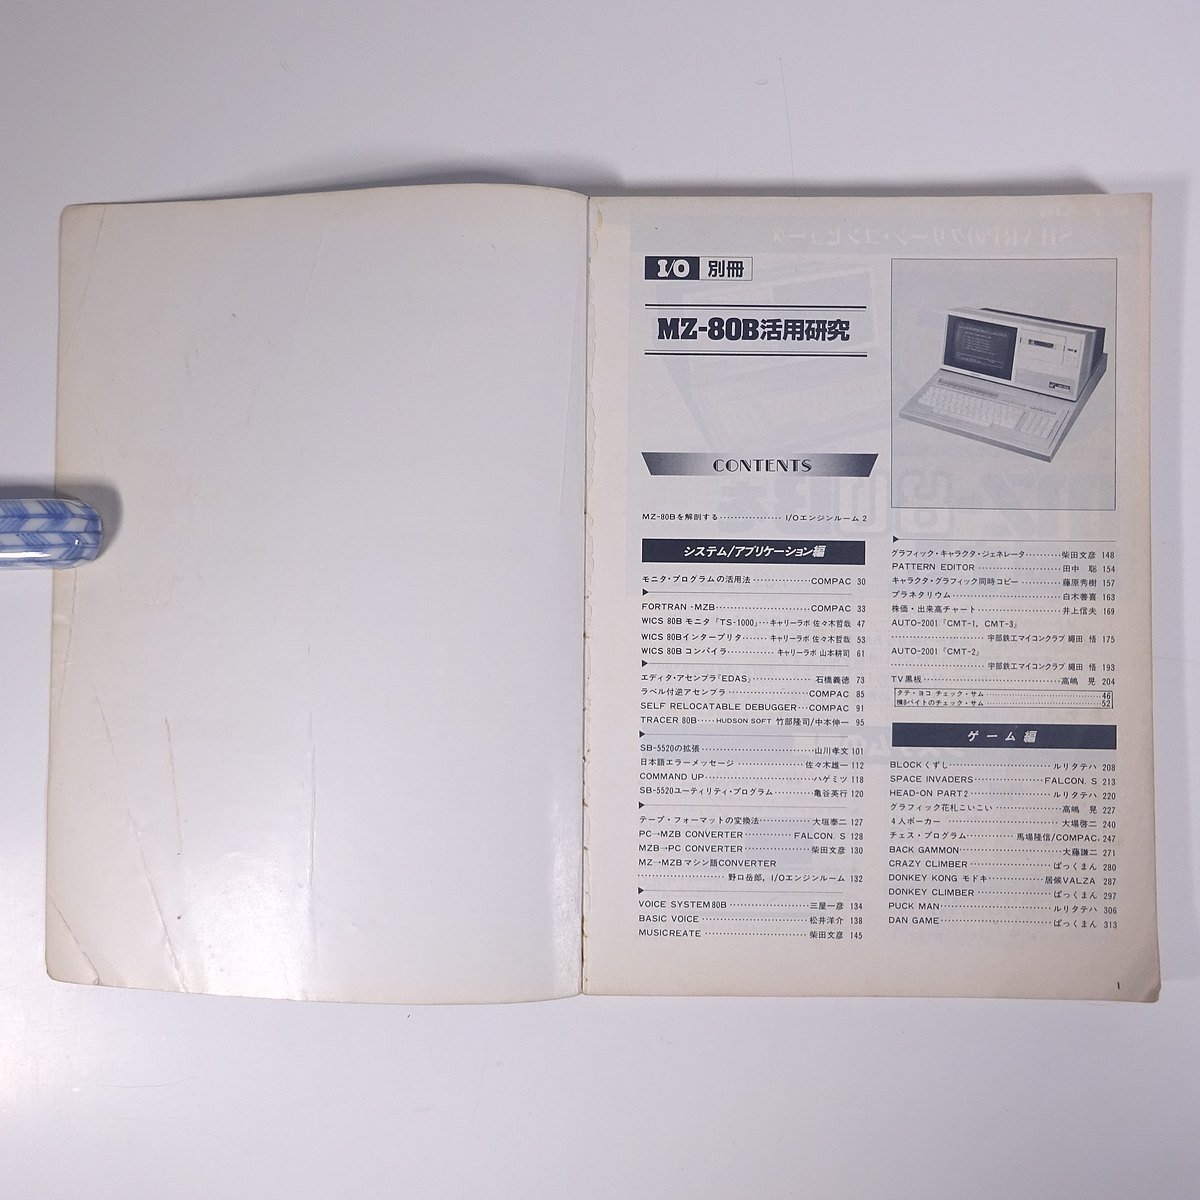 I/O 別冊
MZ-80B活用研究
CONTENTS
MZ-80Bを解剖する……………… I/Oエンジンルーム 2
システム/アプリケーション編
モニタ・プログラムの活用法……………COMPAC 30
FORTRAN-MZB……………………COMPAC 33
WICS 80B モニタ「TS-1000」…キャリーラボ 佐々木哲哉 47
WICS 80Bインタープリタ……キャリーラボ 佐々木哲哉 53
WICS 80B コンパイラ…………キャリーラボ 山本耕司 61
エディタ・アセンブラ「EDAS」…………… 石橋義徳 73
ラベル付逆アセンブラ……………………COMPAC 85
SELF RELOCATABLE DEBUGGER…COMPAC 91
TRACER 80B……HUDSON SOFT 竹部隆司/中本伸一 95
SB-5520の拡張………………………………山川孝文 101
日本語エラーメッセージ……………………佐々木雄一 112
COMMAND UP……………………………ハゲミツ 118
SB-5520ユーティリティ・プログラム…………亀谷英行 120
テープ・フォーマットの変換法………………大垣泰二 127
PC→MZB CONVERTER……………FALCON. S 128
MZB→PC CONVERTER…………………柴田文彦 130
MZ→MZBマシン語CONVERTER
……………………野口岳郎, I/Oエンジンルーム 132
VOICE SYSTEM80B……………………三屋一彦 134
BASIC VOICE……………………………松井洋介 138
MUSICREATE……………………………柴田文彦 145
グラフィック・キャラクタ・ジェネレータ…………柴田文彦 148
PATTERN EDITOR………………………田中 聡 154
キャラクタ・グラフィック同時コピー……………藤原秀樹 157
プラネタリウム………………………………白木善喜 163
株価・出来高チャート………………………井上信夫 169
AUTO-2001「CMT-1, CMT-3」
……………………宇部鉄工マイコンクラブ 縄田 悟 175
AUTO-2001「CMT-2」
……………………宇部鉄工マイコンクラブ 縄田 悟 193
TV黒板……………………………………高嶋 晃 204
タテ・ヨコ チェック・サム……………………46
横8バイトのチェック・サム……………………52
ゲーム編
BLOCKくずし……………………………ルリタテハ 208
SPACE INVADERS……………………FALCON. S 213
HEAD-ON PART2………………………ルリタテハ 220
グラフィック花札こいこい……………………高嶋 晃 227
4人ポーカー………………………………大場啓二 240
チェス・プログラム……………馬場隆信/COMPAC 247
BACK GAMMON…………………………大藤謙二 271
CRAZY CLIMBER………………………ぱっくまん 280
DONKEY KONG モドキ…………………居候VALZA 287
DONKEY CLIMBER……………………ぱっくまん 297
PUCK MAN………………………………ルリタテハ 306
DAN GAME………………………………ぱっくまん 313
1